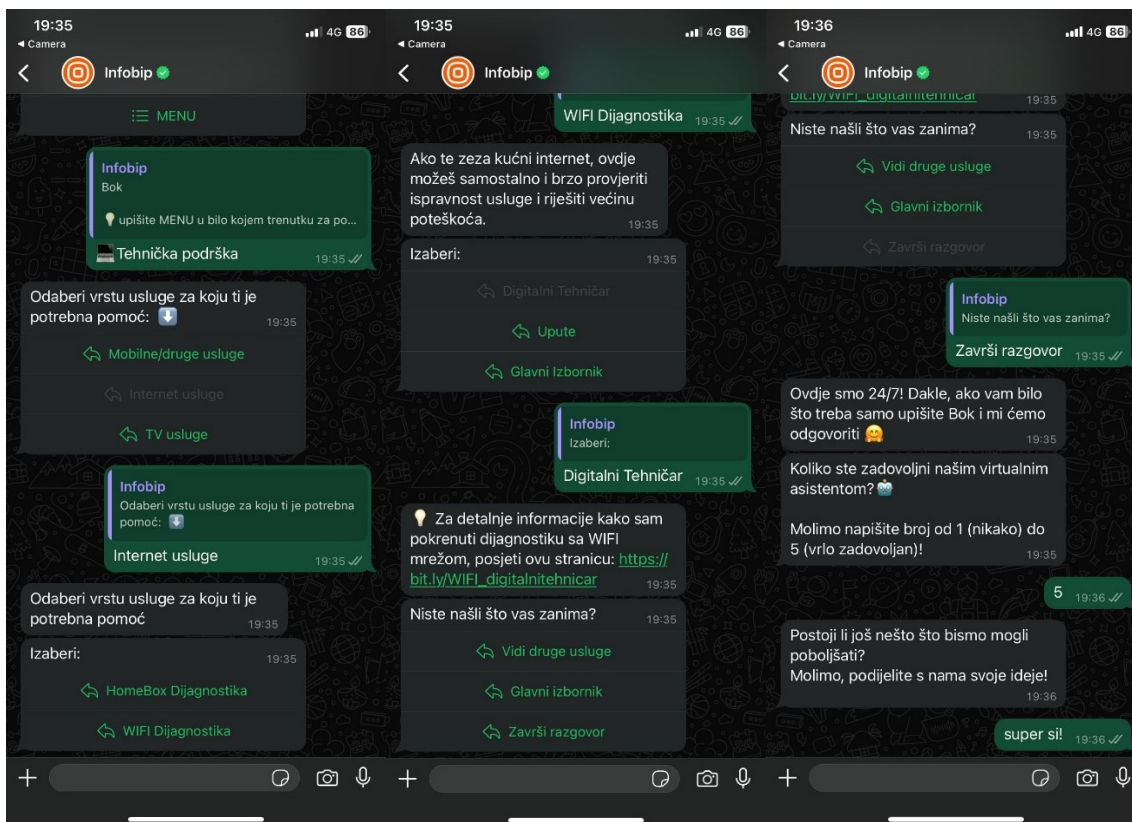 19:35
4G 86
◄ Camera
Infobip
MENU
Infobip
Bok
upišite MENU u bilo kojem trenutku za po...
Tehnička podrška 19:35
Odaberi vrstu usluge za koju ti je
potrebna pomoć: ⬇️ 19:35
Mobilne/druge usluge
Internet usluge
TV usluge
Infobip
Odaberi vrstu usluge za koju ti je potrebna
pomoć: ⬇️
Internet usluge 19:35
Odaberi vrstu usluge za koju ti je
potrebna pomoć 19:35
Izaberi: 19:35
HomeBox Dijagnostika
WIFI Dijagnostika
19:35
4G 86
◄ Camera
Infobip
WIFI Dijagnostika 19:35
Ako te zeza kućni internet, ovdje
možeš samostalno i brzo provjeriti
ispravnost usluge i riješiti većinu
poteškoća. 19:35
Izaberi: 19:35
Digitalni Tehničar
Upute
Glavni Izbornik
Infobip
Izaberi:
Digitalni Tehničar 19:35
💡 Za detalnje informacije kako sam
pokrenuti dijagnostiku sa WIFI
mrežom, posjeti ovu stranicu: https://
bit.ly/WIFI_digitalnitehnicar 19:35
Niste našli što vas zanima? 19:35
Vidi druge usluge
Glavni izbornik
Završi razgovor
19:36
4G 86
◄ Camera
Infobip
bit.ly/WIFI_digitalnitehnicar 19:35
Niste našli što vas zanima? 19:35
Vidi druge usluge
Glavni izbornik
Završi razgovor
Infobip
Niste našli što vas zanima?
Završi razgovor 19:35
Ovdje smo 24/7! Dakle, ako vam bilo
što treba samo upišite Bok i mi ćemo
odgovoriti 🤗 19:35
Koliko ste zadovoljni našim virtualnim
asistentom? 🤖
Molimo napišite broj od 1 (nikako) do
5 (vrlo zadovoljan)! 19:35
5 19:36
Postoji li još nešto što bismo mogli
poboljšati?
Molimo, podijelite s nama svoje ideje!
19:36
super si! 19:36